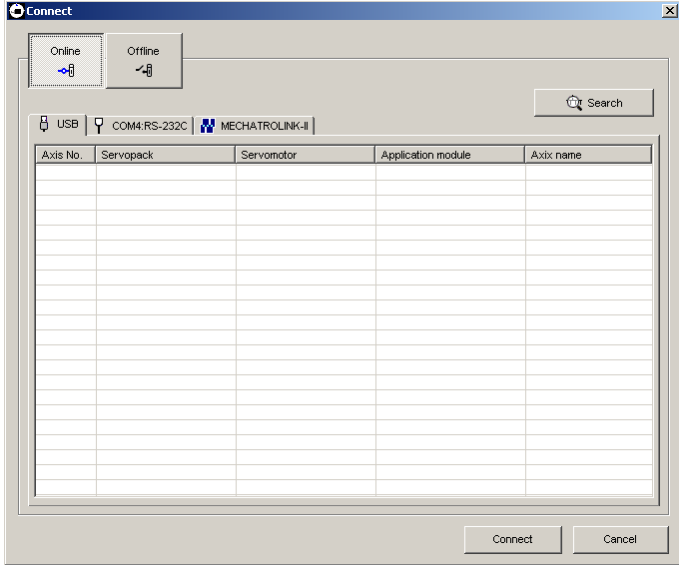 Connect
Online Offline
Search
USB COM4:RS-232C MECHATROLINK-II
Axis No. Servopack Servomotor Application module Axix name
Connect Cancel